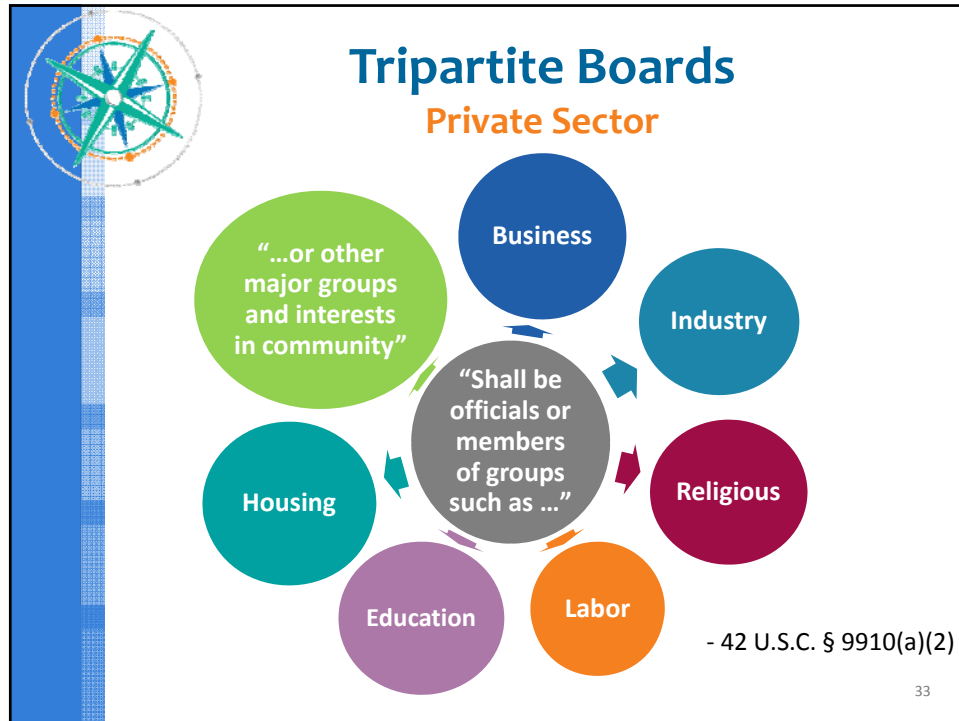 Tripartite Boards
Private Sector
Business
“...or other
major groups
and interests
in community”
Industry
“Shall be
officials or
members
of groups
such as ...”
Housing
Religious
Education
Labor
- 42 U.S.C. § 9910(a)(2)
33